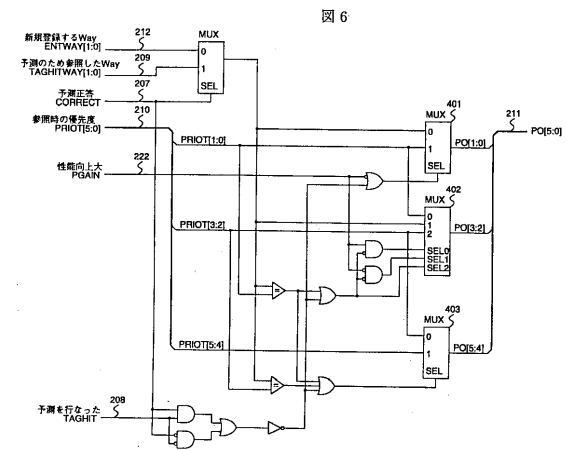 図 6
新規登録するWay
ENTWAY[1:0]
212
予測のため参照したWay
TAGHITWAY[1:0]
209
予測正答
CORRECT
207
参照時の優先度
PRIOT[5:0]
210
性能向上大
PGAIN
222
予測を行なった
TAGHIT
208
MUX
0
1
SEL
PRIOT[1:0]
PRIOT[3:2]
PRIOT[5:4]
=
=
MUX
401
0
1
SEL
PO[1:0]
MUX
402
0
1
2
SEL0
SEL1
SEL2
PO[3:2]
MUX
403
0
1
SEL
PO[5:4]
211
PO[5:0]